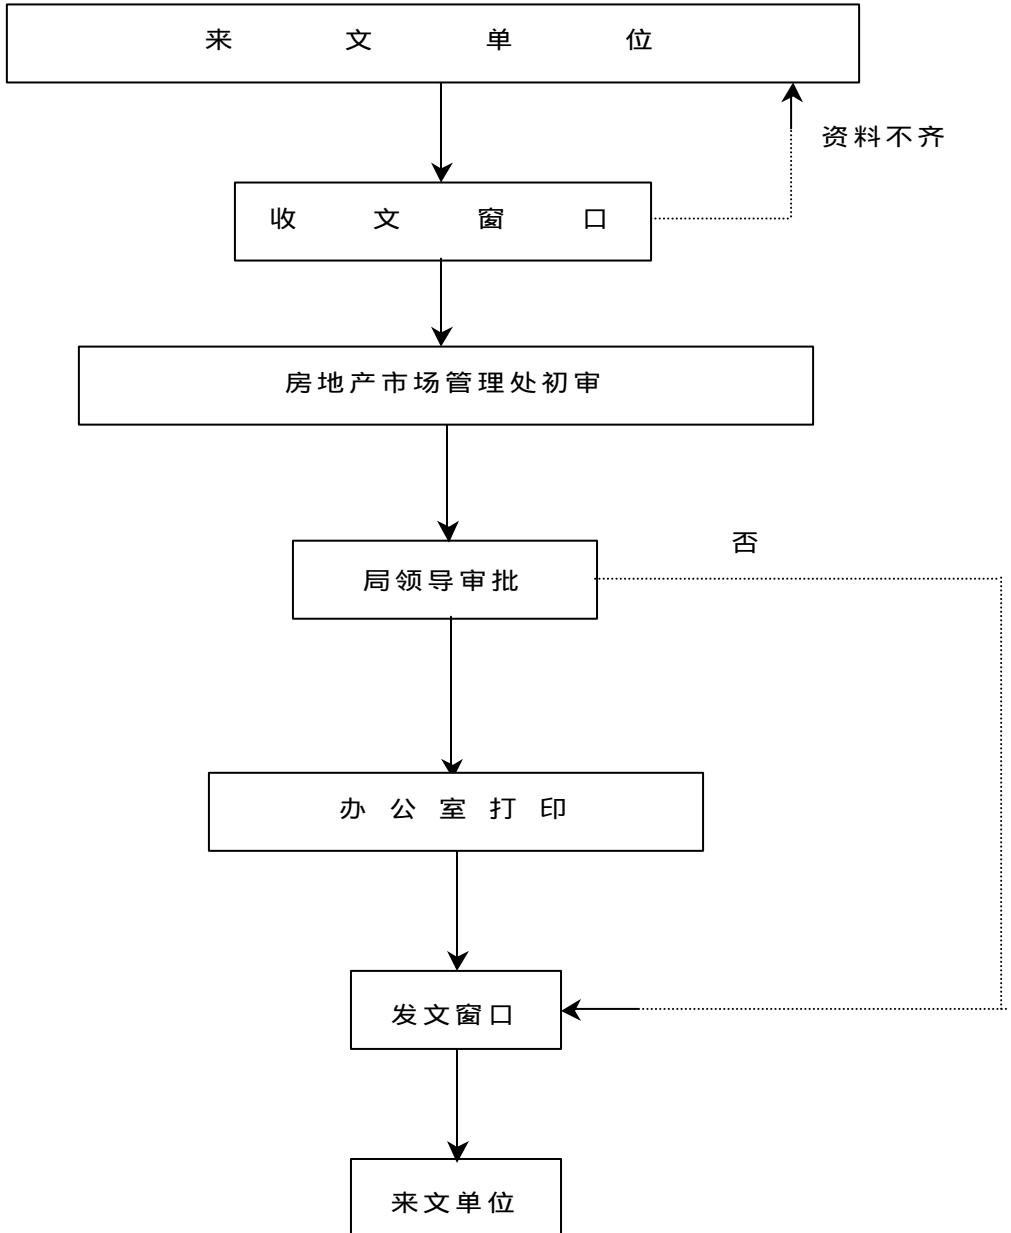 来文单位
资料不齐
收文窗口
房地产市场管理处初审
否
局领导审批
办公室打印
发文窗口
来文单位